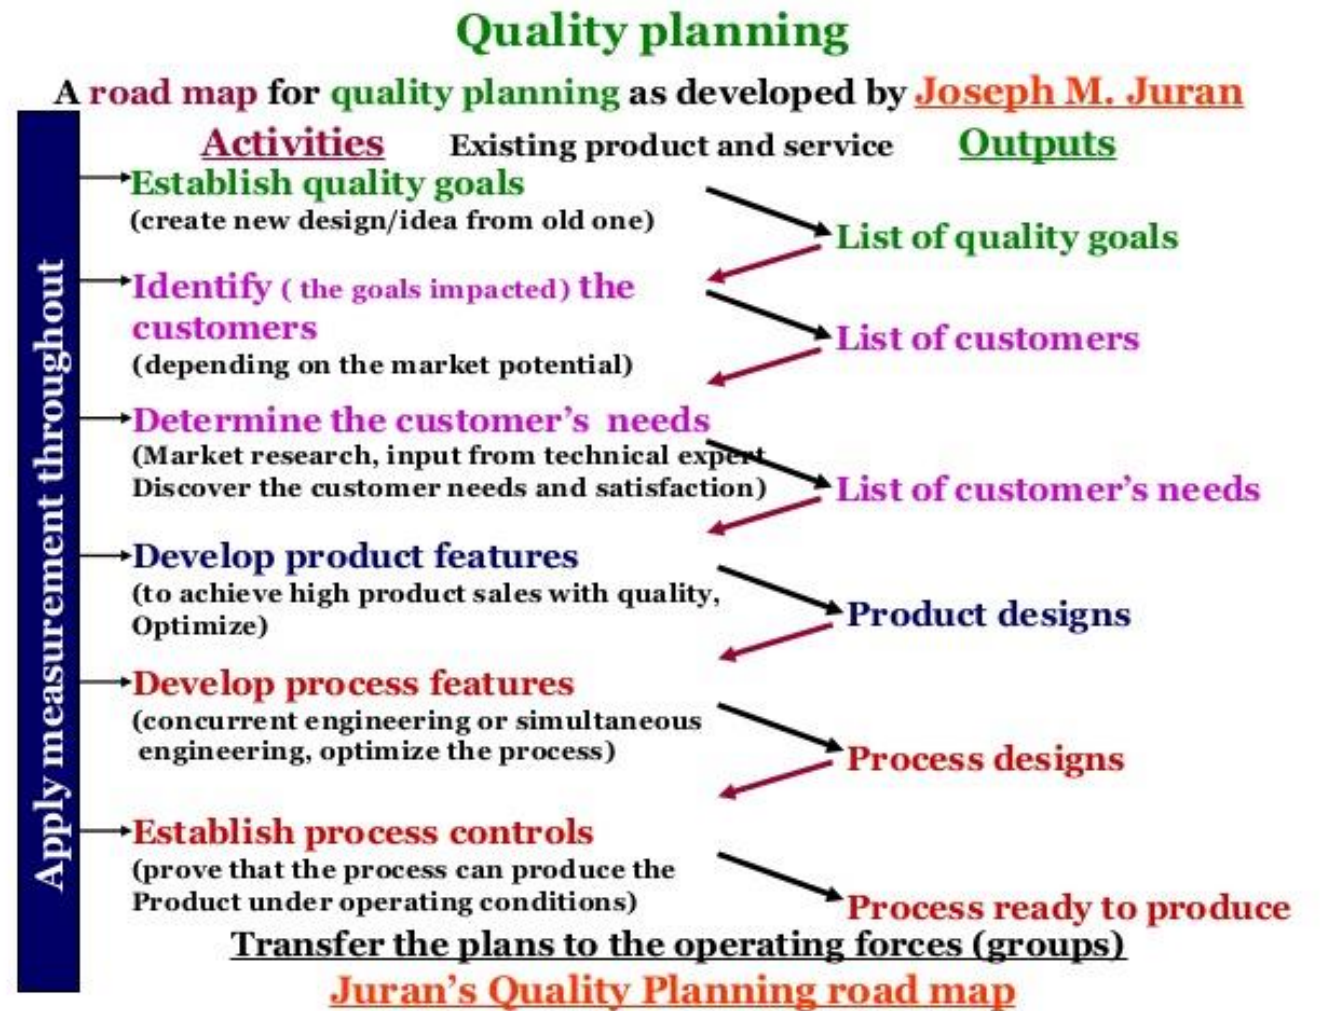 Quality planning
A road map for quality planning as developed by Joseph M. Juran
Activities Existing product and service Outputs
Establish quality goals
(create new design/idea from old one)
List of quality goals
Identify ( the goals impacted) the
customers
(depending on the market potential)
List of customers
Determine the customer’s needs
(Market research, input from technical expert
Discover the customer needs and satisfaction)
List of customer’s needs
Develop product features
(to achieve high product sales with quality,
Optimize)
Product designs
Develop process features
(concurrent engineering or simultaneous
engineering, optimize the process)
Process designs
Establish process controls
(prove that the process can produce the
Product under operating conditions)
Process ready to produce
Transfer the plans to the operating forces (groups)
Juran’s Quality Planning road map
Apply measurement throughout